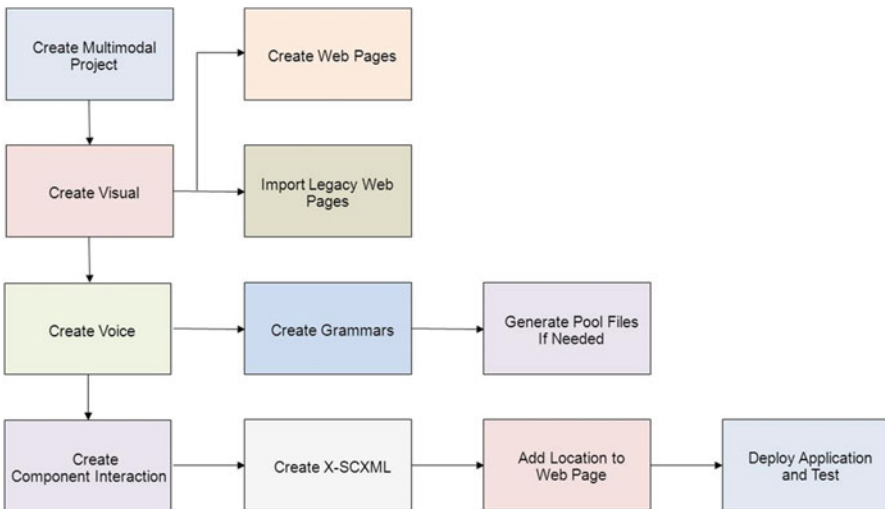 Create Multimodal
Project
Create Web Pages
Create Visual
Import Legacy Web
Pages
Create Voice
Create Grammars
Generate Pool Files
If Needed
Create
Component Interaction
Create X-SCXML
Add Location to
Web Page
Deploy Application
and Test